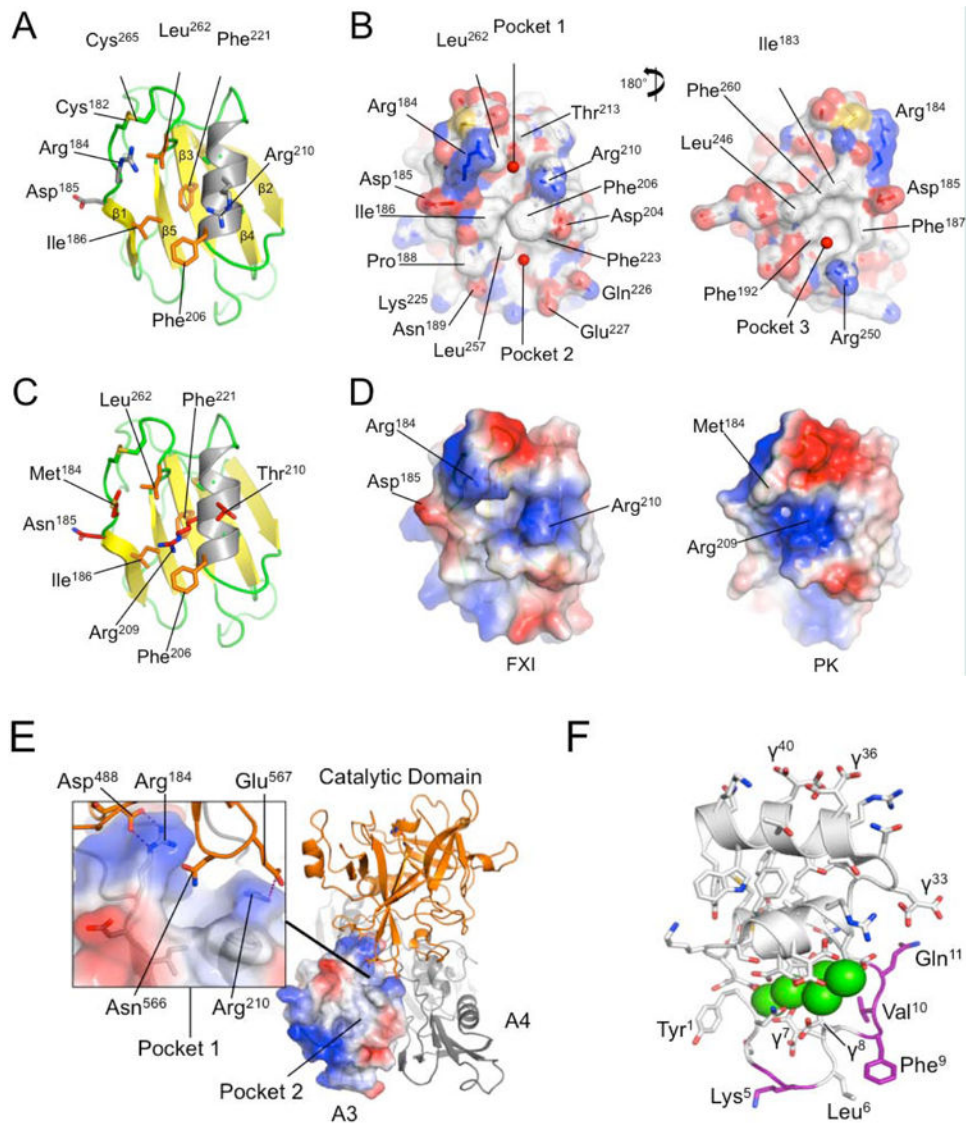 A
Cys265
Leu262
Phe221
Cys182
Arg184
Asp185
Ile186
Phe206
Arg210
β1
β3
β5
β4
β2
B
Leu262
Pocket 1
Arg184
Thr213
Arg210
Asp185
Phe206
Ile186
Asp204
Pro188
Phe223
Lys225
Gln226
Asn189
Glu227
Leu257
Pocket 2
180°
Ile183
Phe260
Arg184
Leu246
Asp185
Phe187
Phe192
Pocket 3
Arg250
C
Leu262
Phe221
Met184
Thr210
Asn185
Ile186
Arg209
Phe206
D
Arg184
Asp185
Arg210
FXI
Met184
Arg209
PK
E
Asp488
Arg184
Glu567
Catalytic Domain
Asn566
Arg210
Pocket 1
Pocket 2
A4
A3
F
γ40
γ36
γ33
Gln11
Val10
Tyr1
γ7
γ8
Phe9
Lys5
Leu6